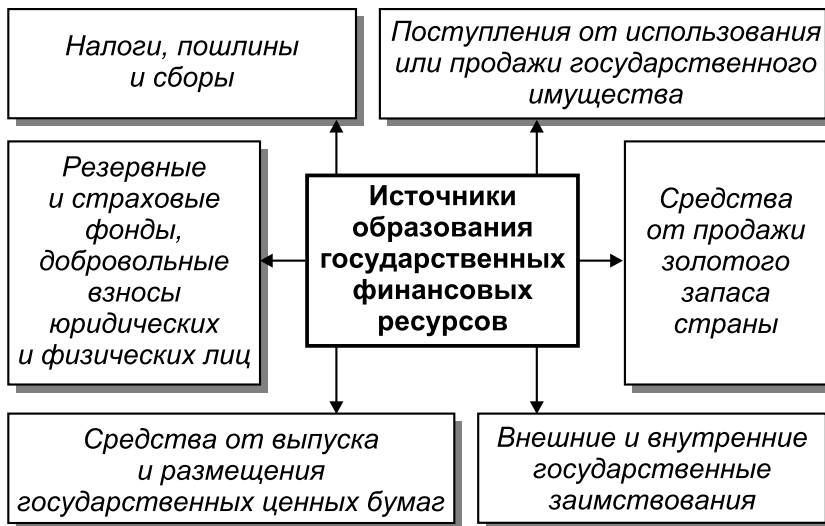 Налоги, пошлины
и сборы
Поступления от использования
или продажи государственного
имущества
Резервные
и страховые
фонды,
добровольные
взносы
юридических
и физических лиц
Источники
образования
государственных
финансовых
ресурсов
Средства
от продажи
золотого
запаса
страны
Средства от выпуска
и размещения
государственных ценных бумаг
Внешние и внутренние
государственные
заимствования